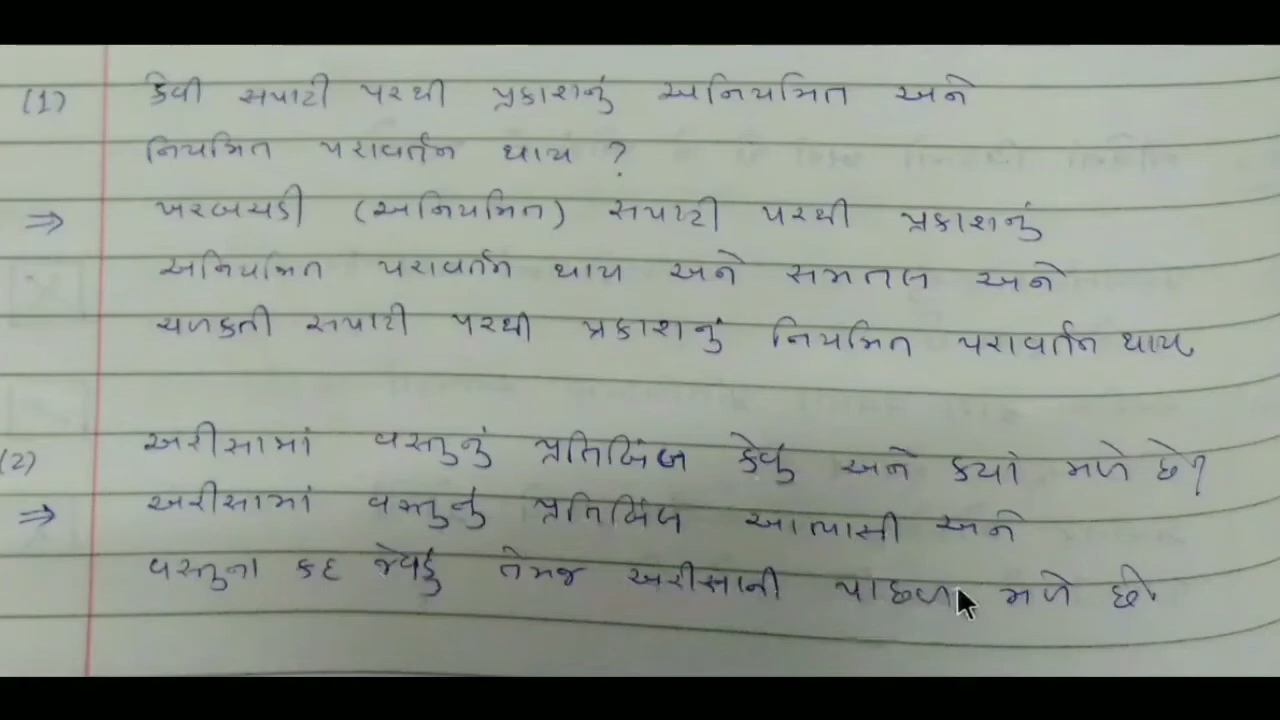 (1) કેવી સપાટી પરથી પ્રકાશનું અનિયમિત અને
નિયમિત પરાવર્તન થાય ?
⇒ ખરબચડી (અનિયમિત) સપાટી પરથી પ્રકાશનું
અનિયમિત પરાવર્તન થાય અને સમતલ અને
ચળકતી સપાટી પરથી પ્રકાશનું નિયમિત પરાવર્તન થાય
(2) અરીસામાં વસ્તુનું પ્રતિબિંબ કેવું અને ક્યાં મળે છે?
⇒ અરીસામાં વસ્તુનું પ્રતિબિંબ આભાસી અને
વસ્તુના કદ જેવડું તેમજ અરીસાની પાછળ મળે છે